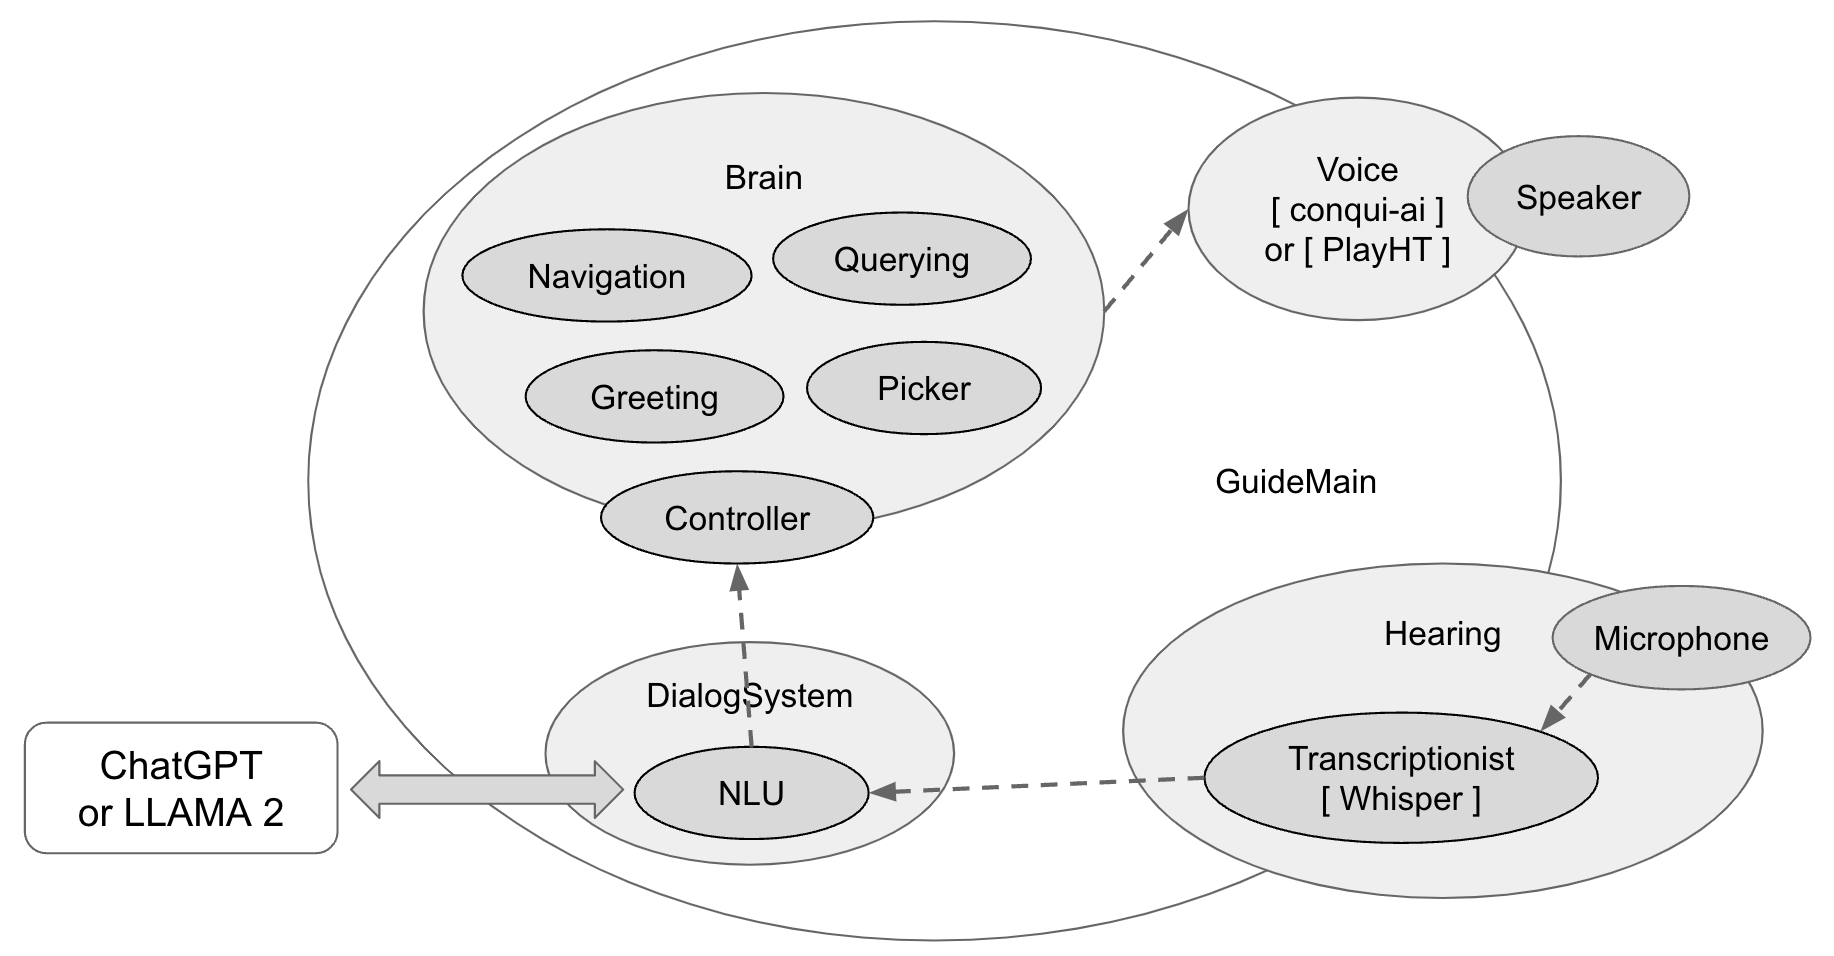 Brain
Navigation
Querying
Greeting
Picker
Controller
Voice
[ conqui-ai ]
or [ PlayHT ]
Speaker
GuideMain
Hearing
Microphone
Transcriptionist
[ Whisper ]
DialogSystem
NLU
ChatGPT
or LLAMA 2